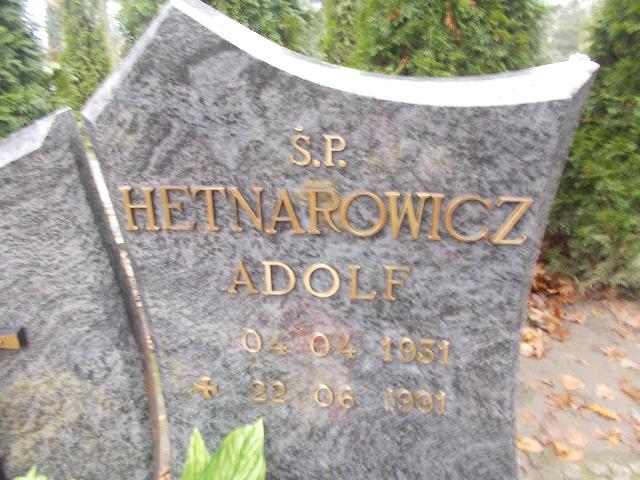 Ś.P.
HETNAROWICZ
ADOLF
04 04 1931
22 06 1991